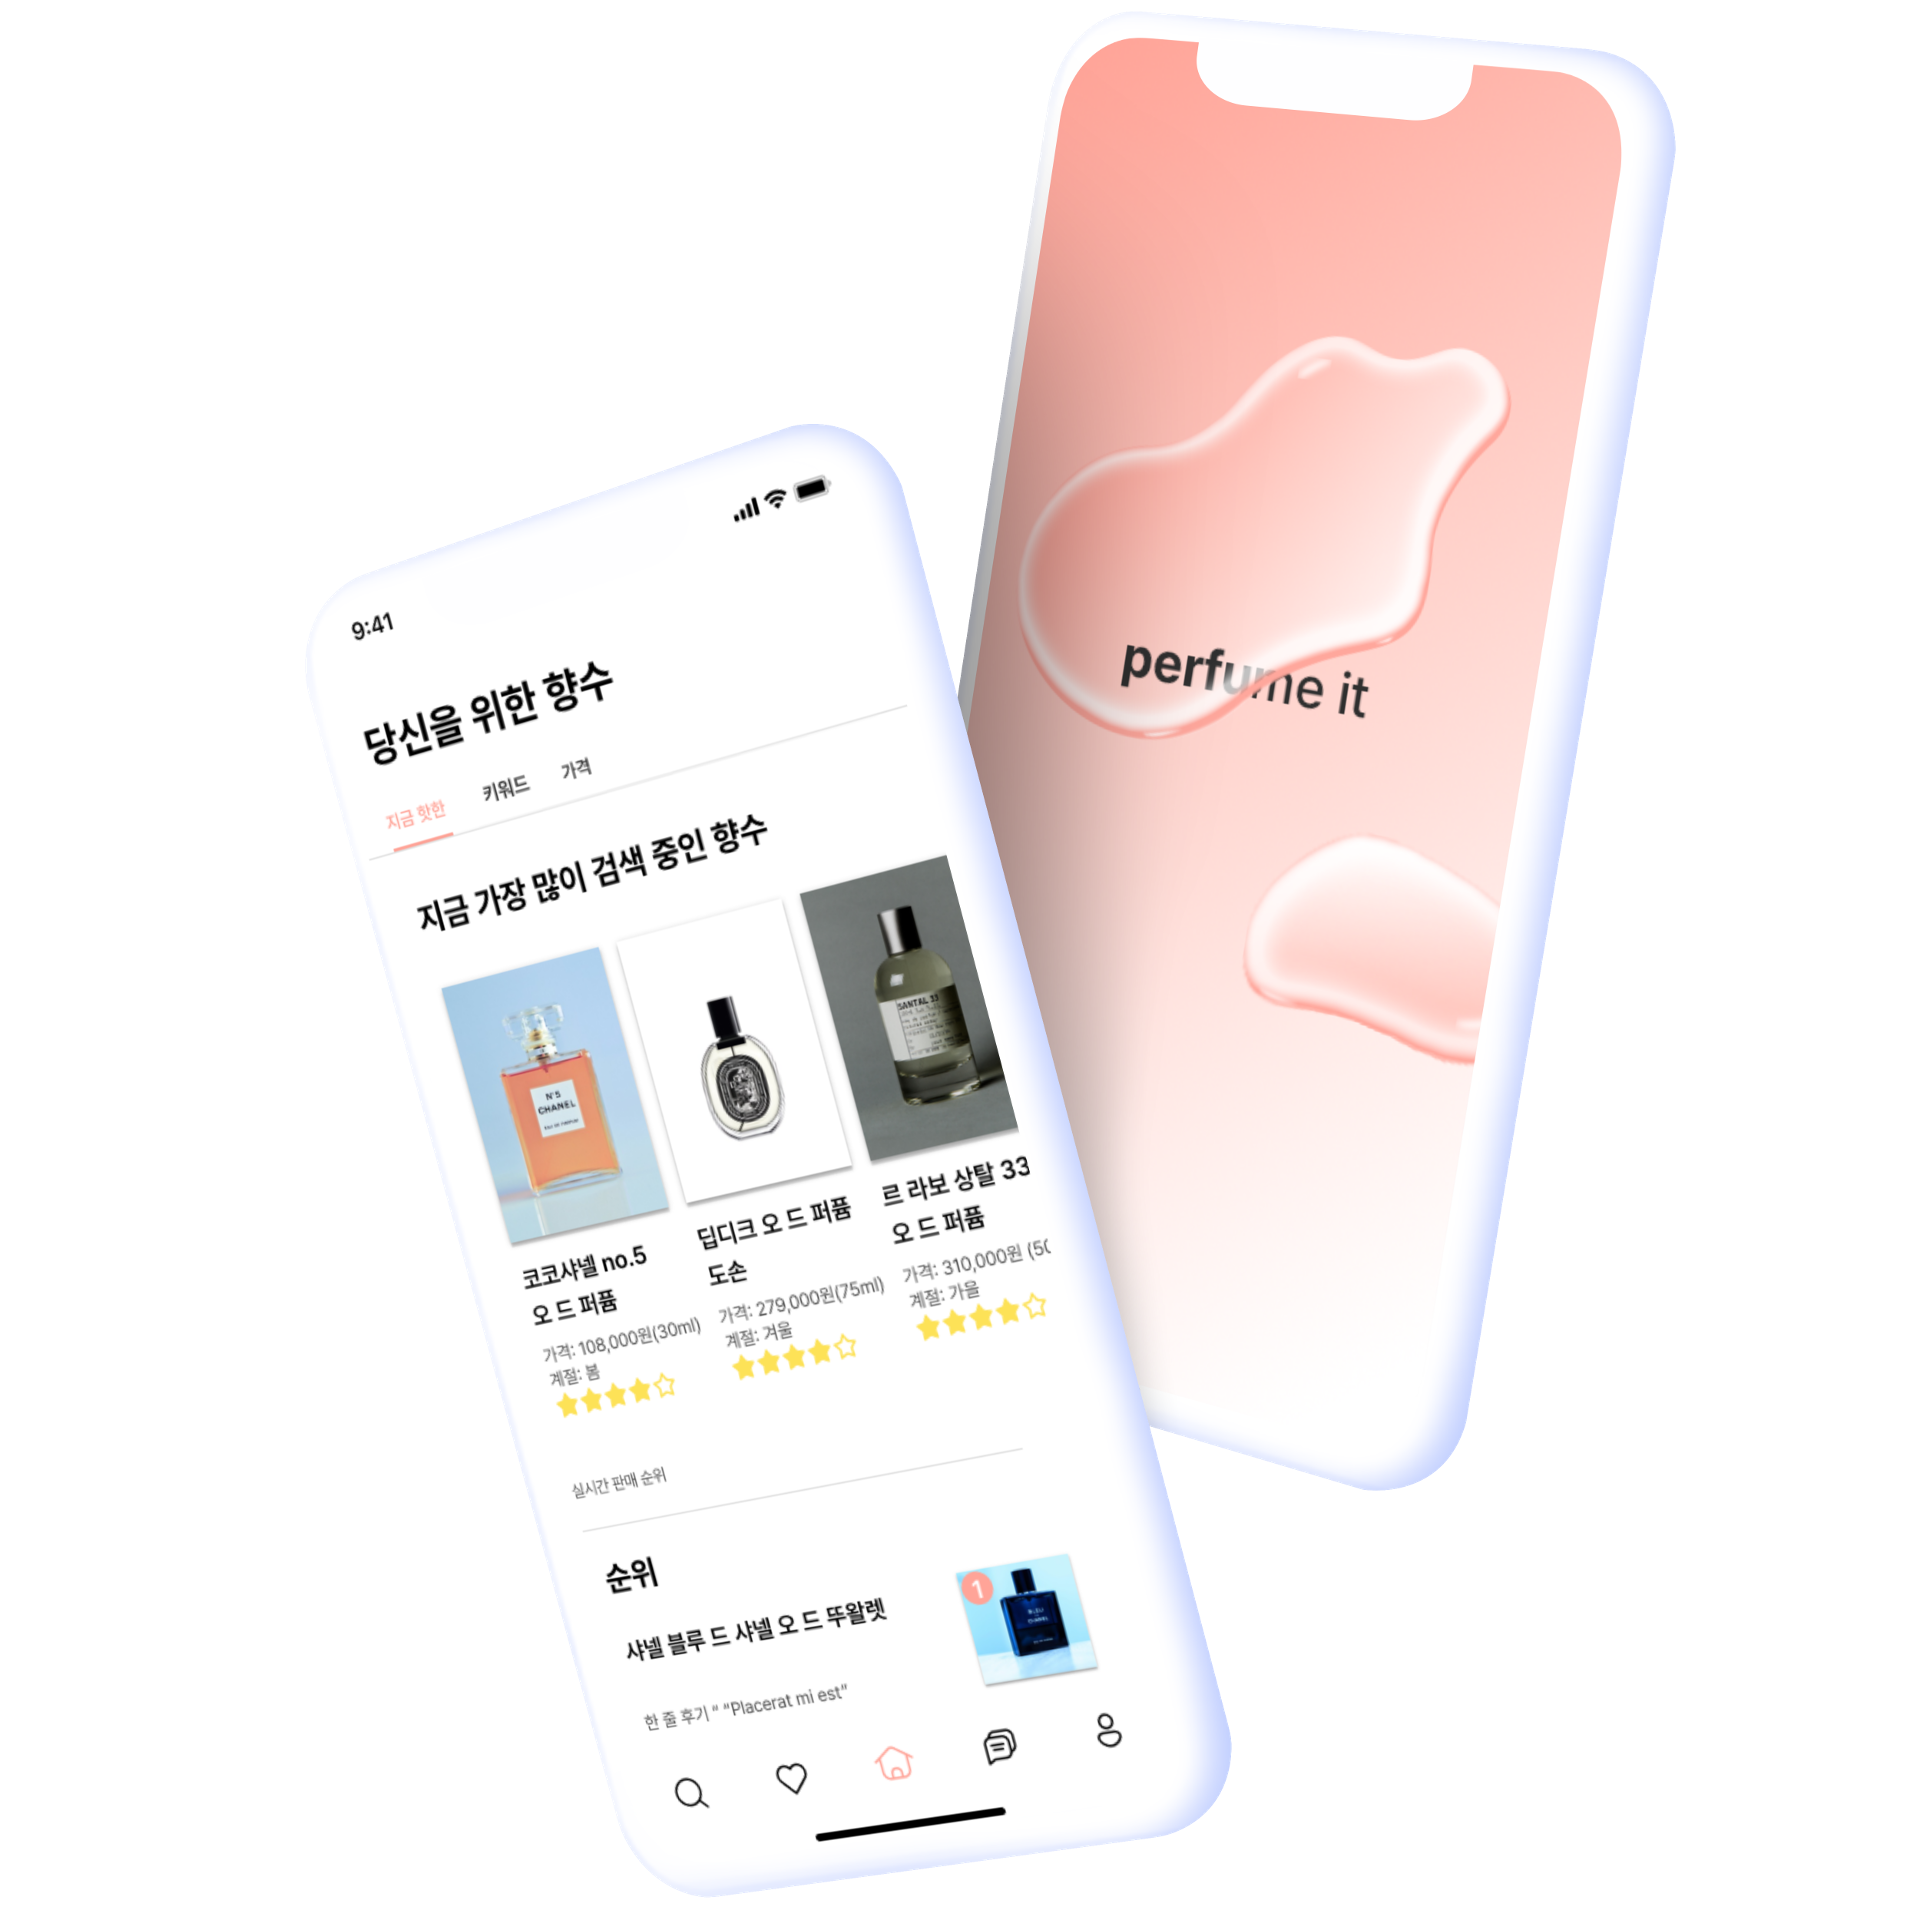 9:41
당신을 위한 향수
지금 핫한
키워드
가격
지금 가장 많이 검색 중인 향수
N°5
CHANEL
EAU DE PARFUM
SANTAL 33
코코샤넬 no.5
오 드 퍼퓸
가격: 108,000원(30ml)
계절: 봄
딥디크 오 드 퍼퓸
도손
가격: 279,000원(75ml)
계절: 겨울
르 라보 상탈 33
오 드 퍼퓸
가격: 310,000원 (50
계절: 가을
실시간 판매 순위
순위
샤넬 블루 드 샤넬 오 드 뚜왈렛
한 줄 후기 “ “Placerat mi est”
1
BLEU
CHANEL
perfume it